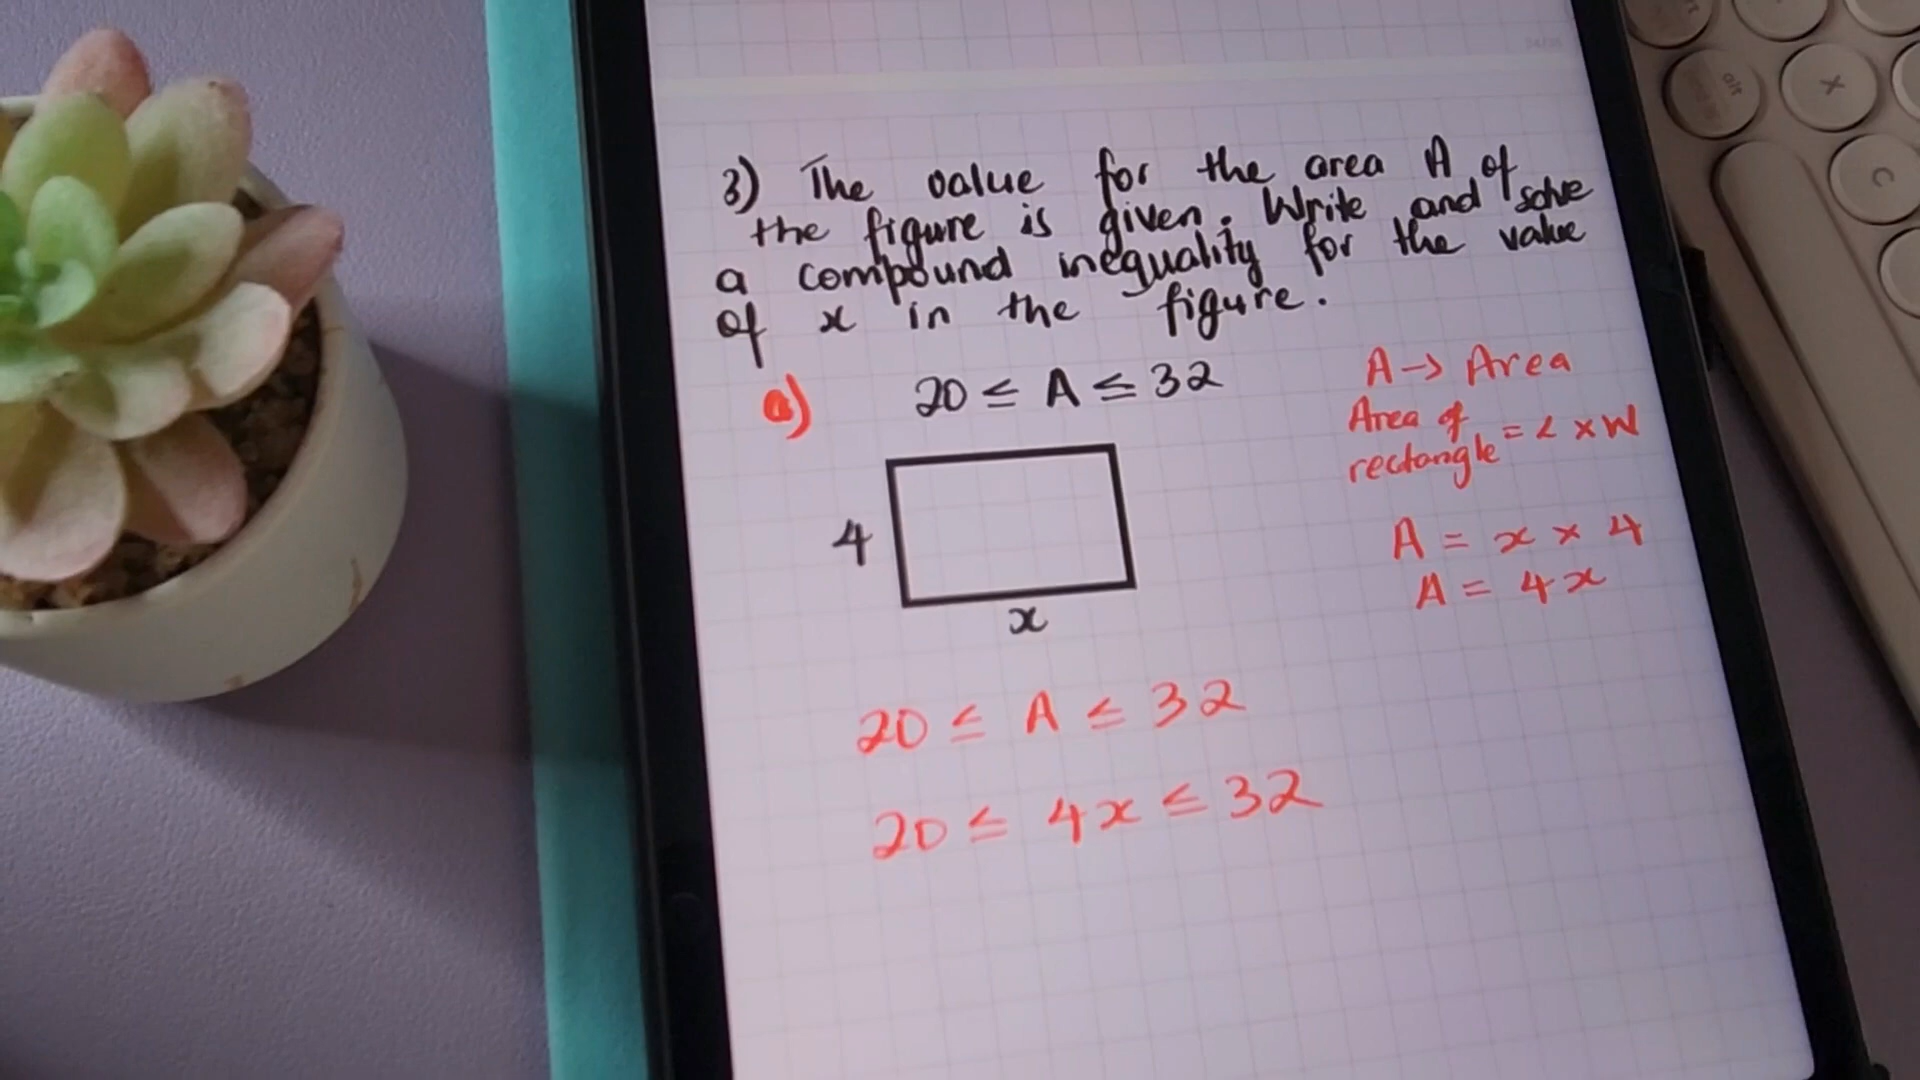 3) The value for the area A of
the figure is given. Write and solve
a compound inequality for the value
of x in the figure.
a) 20 ≤ A ≤ 32
4
x
A → Area
Area of
rectangle = L × W
A = x × 4
A = 4x
20 ≤ A ≤ 32
20 ≤ 4x ≤ 32
alt
X
C